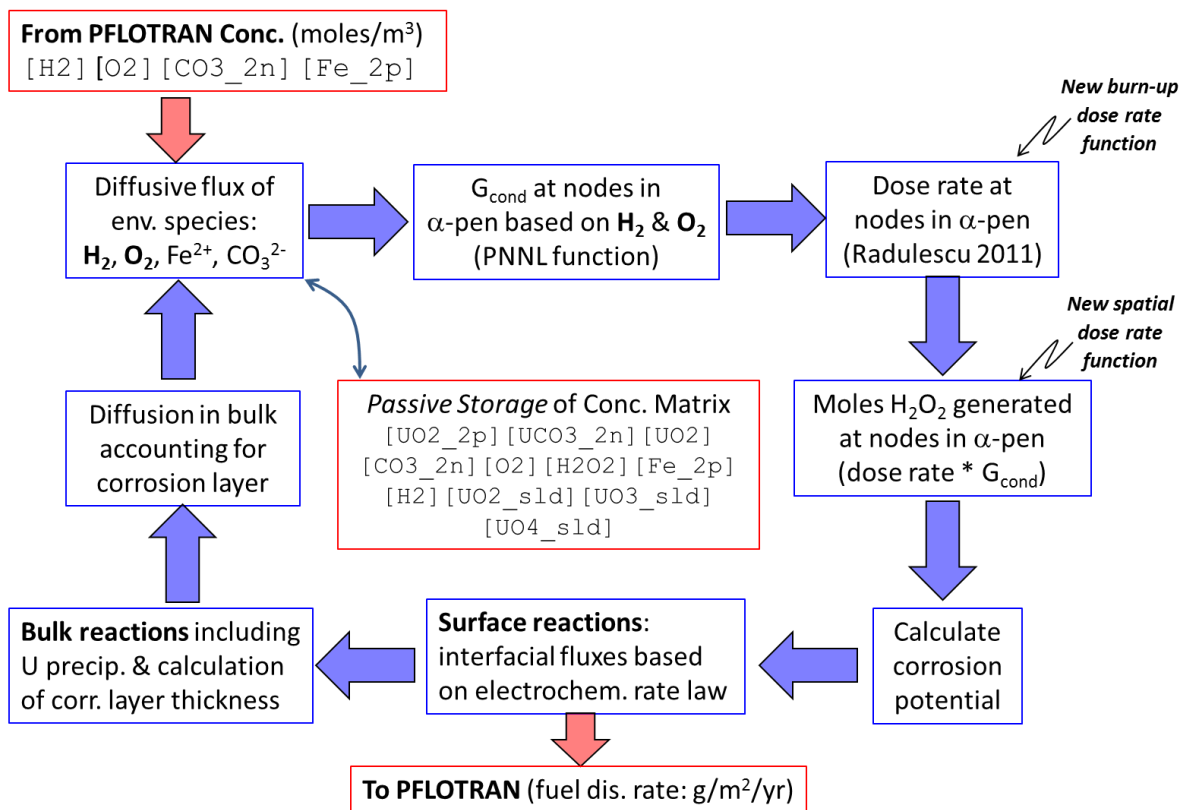 From PFLOTRAN Conc. (moles/m³)
[H2][O2][CO3_2n][Fe_2p]
New burn-up
dose rate
function
Diffusive flux of
env. species:
H₂, O₂, Fe²⁺, CO₃²⁻
G_cond at nodes in
α-pen based on H₂ & O₂
(PNNL function)
Dose rate at
nodes in α-pen
(Radulescu 2011)
New spatial
dose rate
function
Diffusion in bulk
accounting for
corrosion layer
Passive Storage of Conc. Matrix
[UO2_2p][UCO3_2n][UO2]
[CO3_2n][O2][H2O2][Fe_2p]
[H2][UO2_sld][UO3_sld]
[UO4_sld]
Moles H₂O₂ generated
at nodes in α-pen
(dose rate * G_cond)
Bulk reactions including
U precip. & calculation
of corr. layer thickness
Surface reactions:
interfacial fluxes based
on electrochem. rate law
Calculate
corrosion
potential
To PFLOTRAN (fuel dis. rate: g/m²/yr)